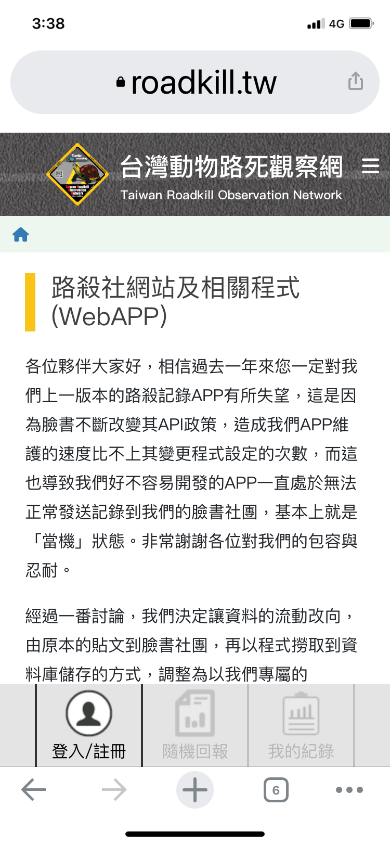 3:38
4G
roadkill.tw
台灣動物路死觀察網
Taiwan Roadkill Observation Network
路殺社網站及相關程式
(WebAPP)
各位夥伴大家好，相信過去一年來您一定對我
們上一版本的路殺記錄APP有所失望，這是因
為臉書不斷改變其API政策，造成我們APP維
護的速度比不上其變更程式設定的次數，而這
也導致我們好不容易開發的APP一直處於無法
正常發送記錄到我們的臉書社團，基本上就是
「當機」狀態。非常謝謝各位對我們的包容與
忍耐。
經過一番討論，我們決定讓資料的流動改向，
由原本的貼文到臉書社團，再以程式撈取到資
料庫儲存的方式，調整為以我們專屬的
登入/註冊
隨機回報
我的紀錄
6